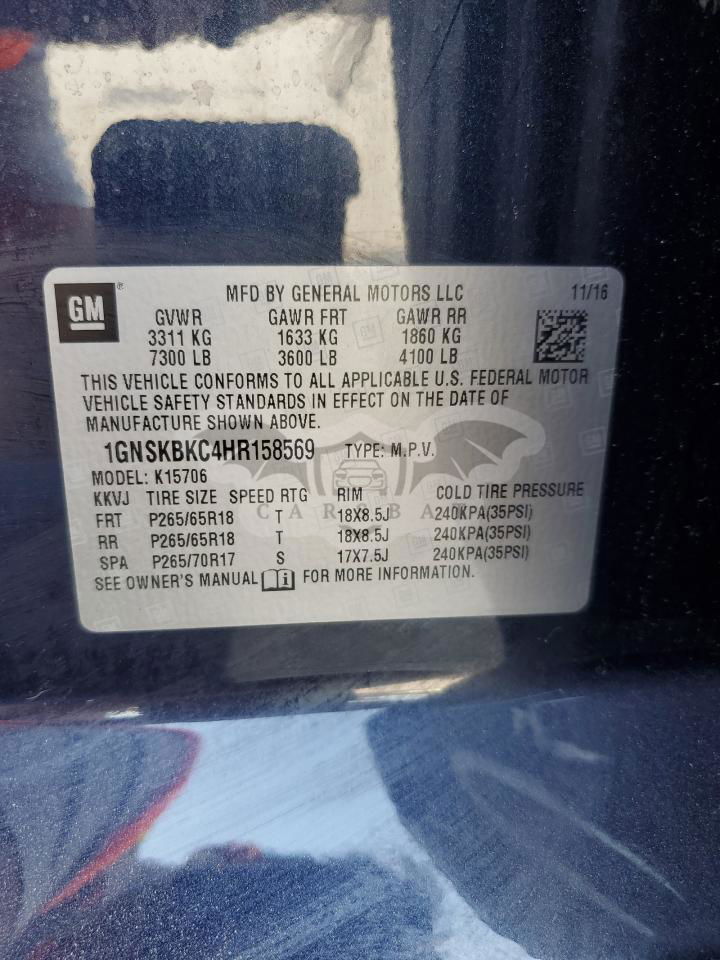 GM
MFD BY GENERAL MOTORS LLC 11/16
GVWR GAWR FRT GAWR RR
3311 KG 1633 KG 1860 KG
7300 LB 3600 LB 4100 LB
THIS VEHICLE CONFORMS TO ALL APPLICABLE U.S. FEDERAL MOTOR
VEHICLE SAFETY STANDARDS IN EFFECT ON THE DATE OF
MANUFACTURE SHOWN ABOVE.
1GNSKBKC4HR158569 TYPE: M.P.V.
MODEL: K15706
KKVJ TIRE SIZE SPEED RTG RIM COLD TIRE PRESSURE
FRT P265/65R18 T 18X8.5J 240KPA(35PSI)
RR P265/65R18 T 18X8.5J 240KPA(35PSI)
SPA P265/70R17 S 17X7.5J 240KPA(35PSI)
SEE OWNER'S MANUAL FOR MORE INFORMATION.